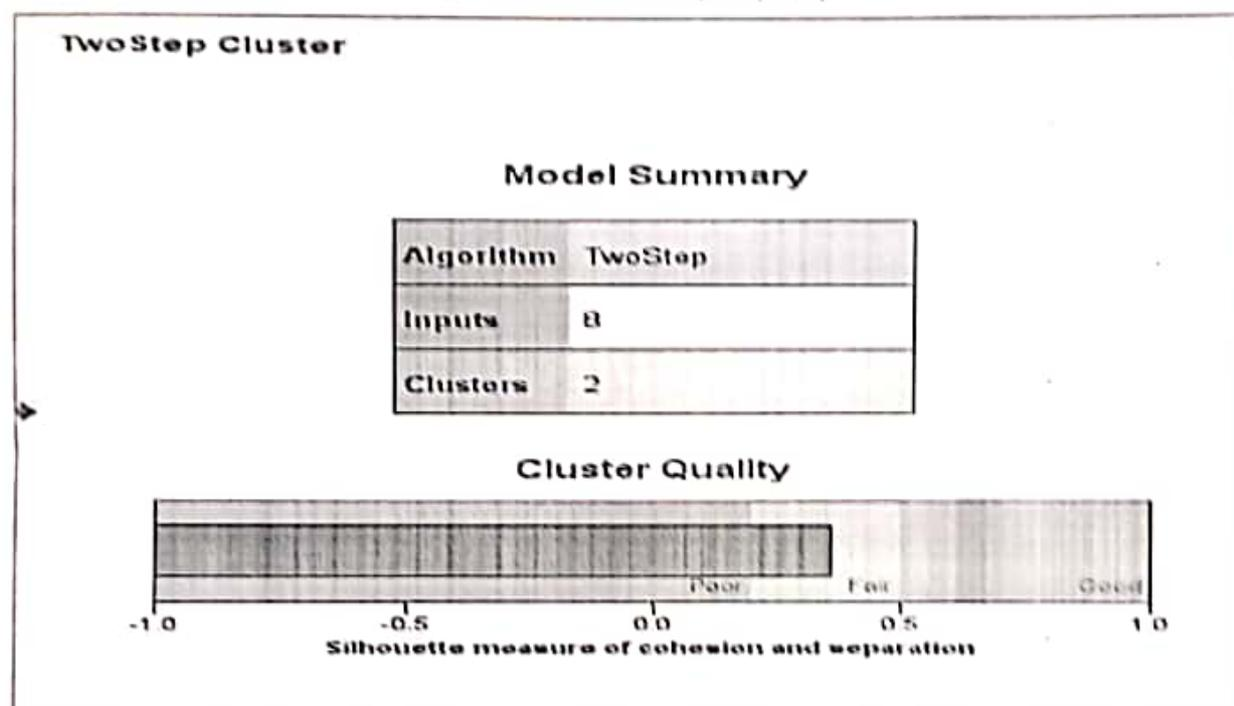 TwoStep Cluster
Model Summary
Algorithm TwoStep
Inputs 8
Clusters 2
Cluster Quality
Poor Fair Good
-1.0 -0.5 0.0 0.5 1.0
Silhouette measure of cohesion and separation